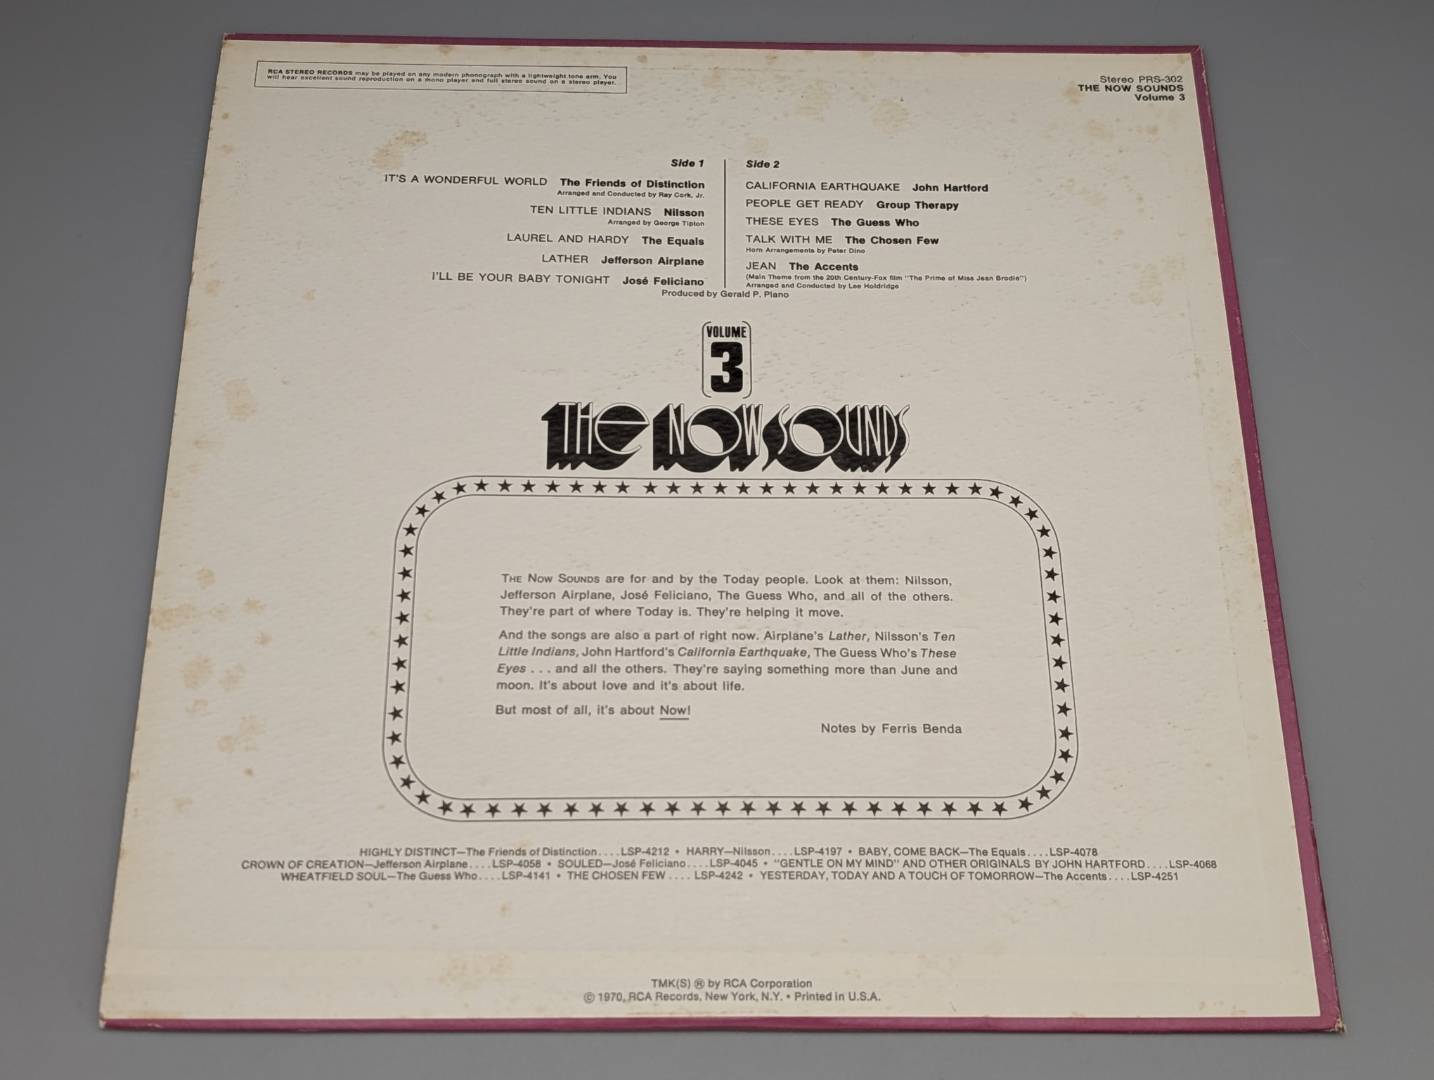 RCA STEREO RECORDS may be played on any modern phonograph with a lightweight tone arm. You
will hear excellent sound reproduction on a mono player and full stereo sound on a stereo player.
Stereo PRS-302
THE NOW SOUNDS
Volume 3
Side 1
IT'S A WONDERFUL WORLD The Friends of Distinction
Arranged and Conducted by Ray Cork, Jr.
TEN LITTLE INDIANS Nilsson
Arranged by George Tipton
LAUREL AND HARDY The Equals
LATHER Jefferson Airplane
I'LL BE YOUR BABY TONIGHT José Feliciano
Side 2
CALIFORNIA EARTHQUAKE John Hartford
PEOPLE GET READY Group Therapy
THESE EYES The Guess Who
TALK WITH ME The Chosen Few
Horn Arrangements by Peter Dino
JEAN The Accents
(Main Theme from the 20th Century-Fox film "The Prime of Miss Jean Brodie")
Arranged and Conducted by Lee Holdridge
Produced by Gerald P. Plano
VOLUME
3
THE NOW SOUNDS
THE NOW SOUNDS are for and by the Today people. Look at them: Nilsson,
Jefferson Airplane, José Feliciano, The Guess Who, and all of the others.
They're part of where Today is. They're helping it move.
And the songs are also a part of right now. Airplane's Lather, Nilsson's Ten
Little Indians, John Hartford's California Earthquake, The Guess Who's These
Eyes . . . and all the others. They're saying something more than June and
moon. It's about love and it's about life.
But most of all, it's about Now!
Notes by Ferris Benda
HIGHLY DISTINCT—The Friends of Distinction....LSP-4212 • HARRY—Nilsson....LSP-4197 • BABY, COME BACK—The Equals....LSP-4078
CROWN OF CREATION—Jefferson Airplane....LSP-4058 • SOULED—José Feliciano....LSP-4045 • "GENTLE ON MY MIND" AND OTHER ORIGINALS BY JOHN HARTFORD....LSP-4068
WHEATFIELD SOUL—The Guess Who....LSP-4141 • THE CHOSEN FEW.... LSP-4242 • YESTERDAY, TODAY AND A TOUCH OF TOMORROW—The Accents....LSP-4251
TMK(S) ® by RCA Corporation
© 1970, RCA Records, New York, N.Y. • Printed in U.S.A.